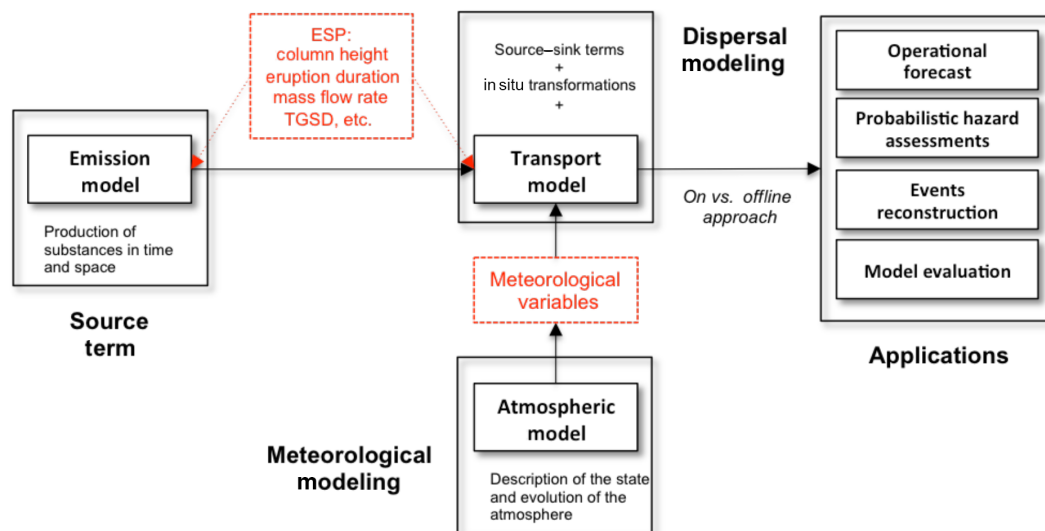 ESP:
column height
eruption duration
mass flow rate
TGSD, etc.
Source–sink terms
+
in situ transformations
+
Transport
model
Dispersal
modeling
Emission
model
Production of
substances in time
and space
Source
term
On vs. offline
approach
Operational
forecast
Probabilistic hazard
assessments
Events
reconstruction
Model evaluation
Applications
Meteorological
variables
Atmospheric
model
Description of the state
and evolution of the
atmosphere
Meteorological
modeling